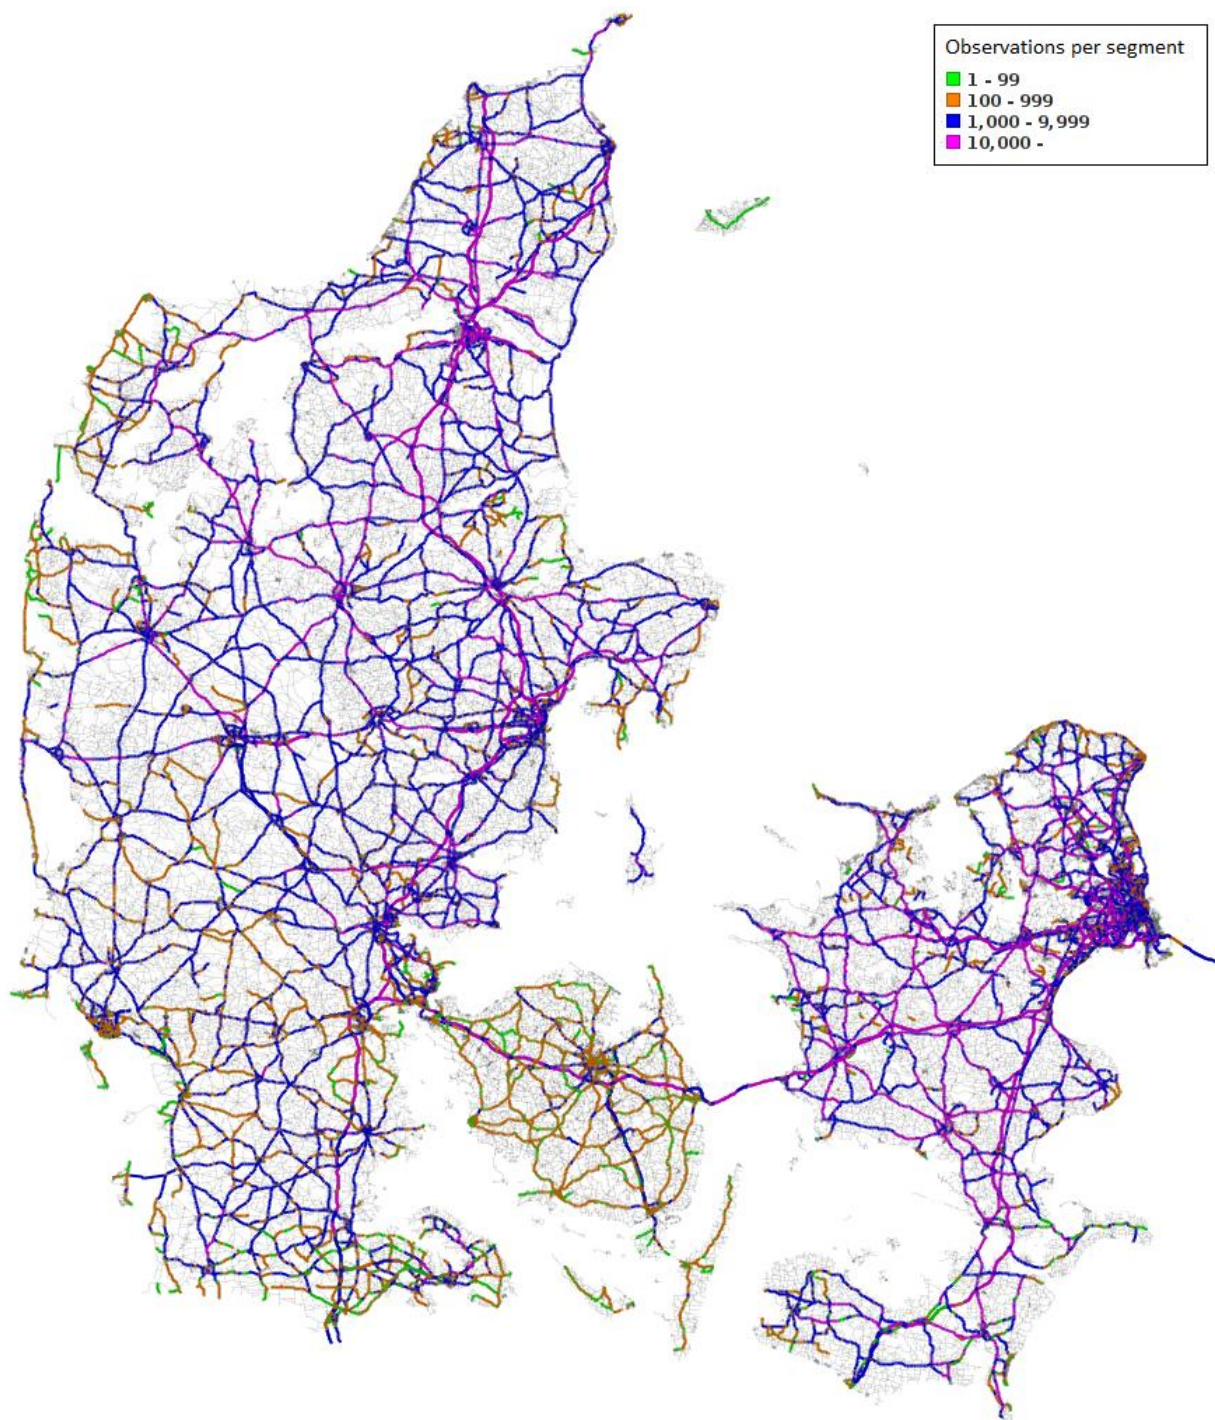 Observations per segment
1 - 99
100 - 999
1,000 - 9,999
10,000 -